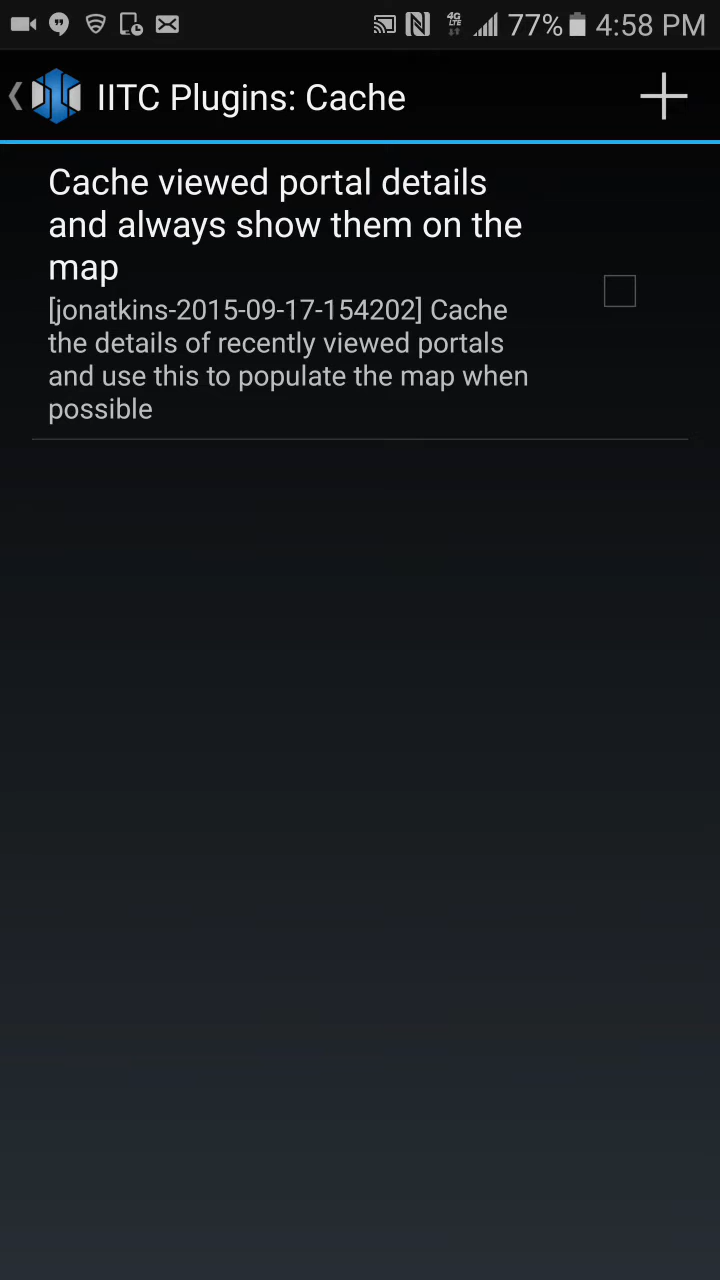 4G LTE 77% 4:58 PM
IITC Plugins: Cache
Cache viewed portal details
and always show them on the
map
[jonatkins-2015-09-17-154202] Cache
the details of recently viewed portals
and use this to populate the map when
possible